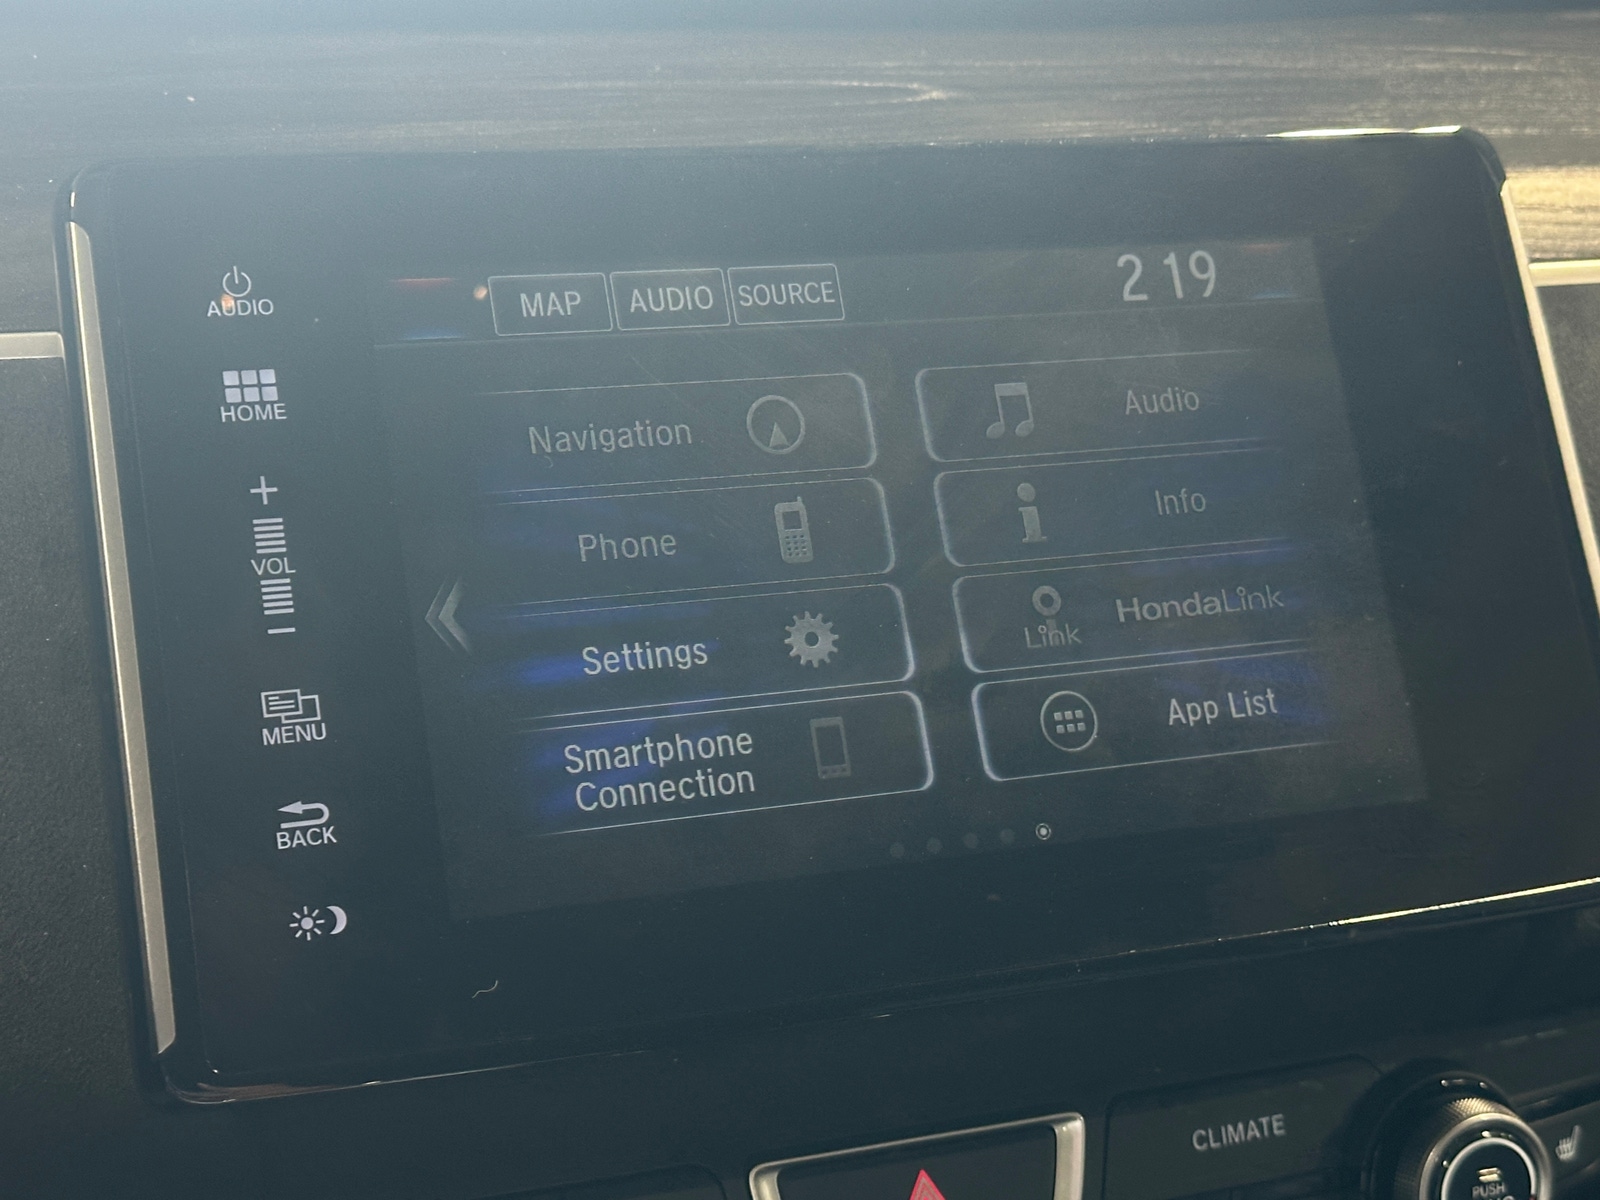 AUDIO
HOME
VOL
MENU
BACK
MAP AUDIO SOURCE 2 19
Navigation Audio
Phone Info
Settings Link HondaLink
Smartphone App List
Connection
CLIMATE
PUSH